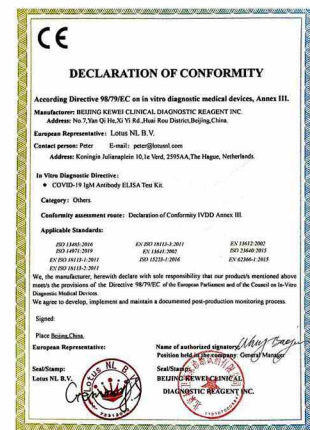 CE
DECLARATION OF CONFORMITY
According Directive 98/79/EC on in vitro diagnostic medical devices, Annex III.
Manufacturer: BEIJING KEWEI CLINICAL DIAGNOSTIC REAGENT INC.
Address: No.7,Yan Qi He,Xi Yi Rd.,Huai Rou District,Beijing,China.
European Representative: Lotus NL B.V.
Contact person: Peter E-mail: peter@lotusnl.com
Address: Koningin Julianaplein 10,1e Verd, 2595AA,The Hague, Netherlands.
In Vitro Diagnostic Directive:
• COVID-19 IgM Antibody ELISA Test Kit.
Category: Others
Conformity assessment route: Declaration of Conformity IVDD Annex III.
Applicable Standards:
ISO 13485:2016 EN ISO 18113-3:2011 EN 13612:2002
ISO 14971:2019 EN 13641:2002 ISO 23640:2015
EN ISO 18113-1:2011 ISO 15223-1:2016 EN 62366-1:2015
EN ISO 18113-2:2011
We, the manufacturer, herewith declare with sole responsibility that our product/s mentioned above
meet/s the provisions of the Directive 98/79/EC of the European Parliament and of the Council on In-Vitro
Diagnostic Medical Devices.
We agree to develop, implement and maintain a documented post-production monitoring process.
Signed:
Place Beijing,China
European Representative: Name of authorized signatory:
Position held in the company: General Manager
Seal/Stamp: Seal/Stamp:
Lotus NL B.V. BEIJING KEWEI CLINICAL
DIAGNOSTIC REAGENT INC.
LOTUS NL B.V.